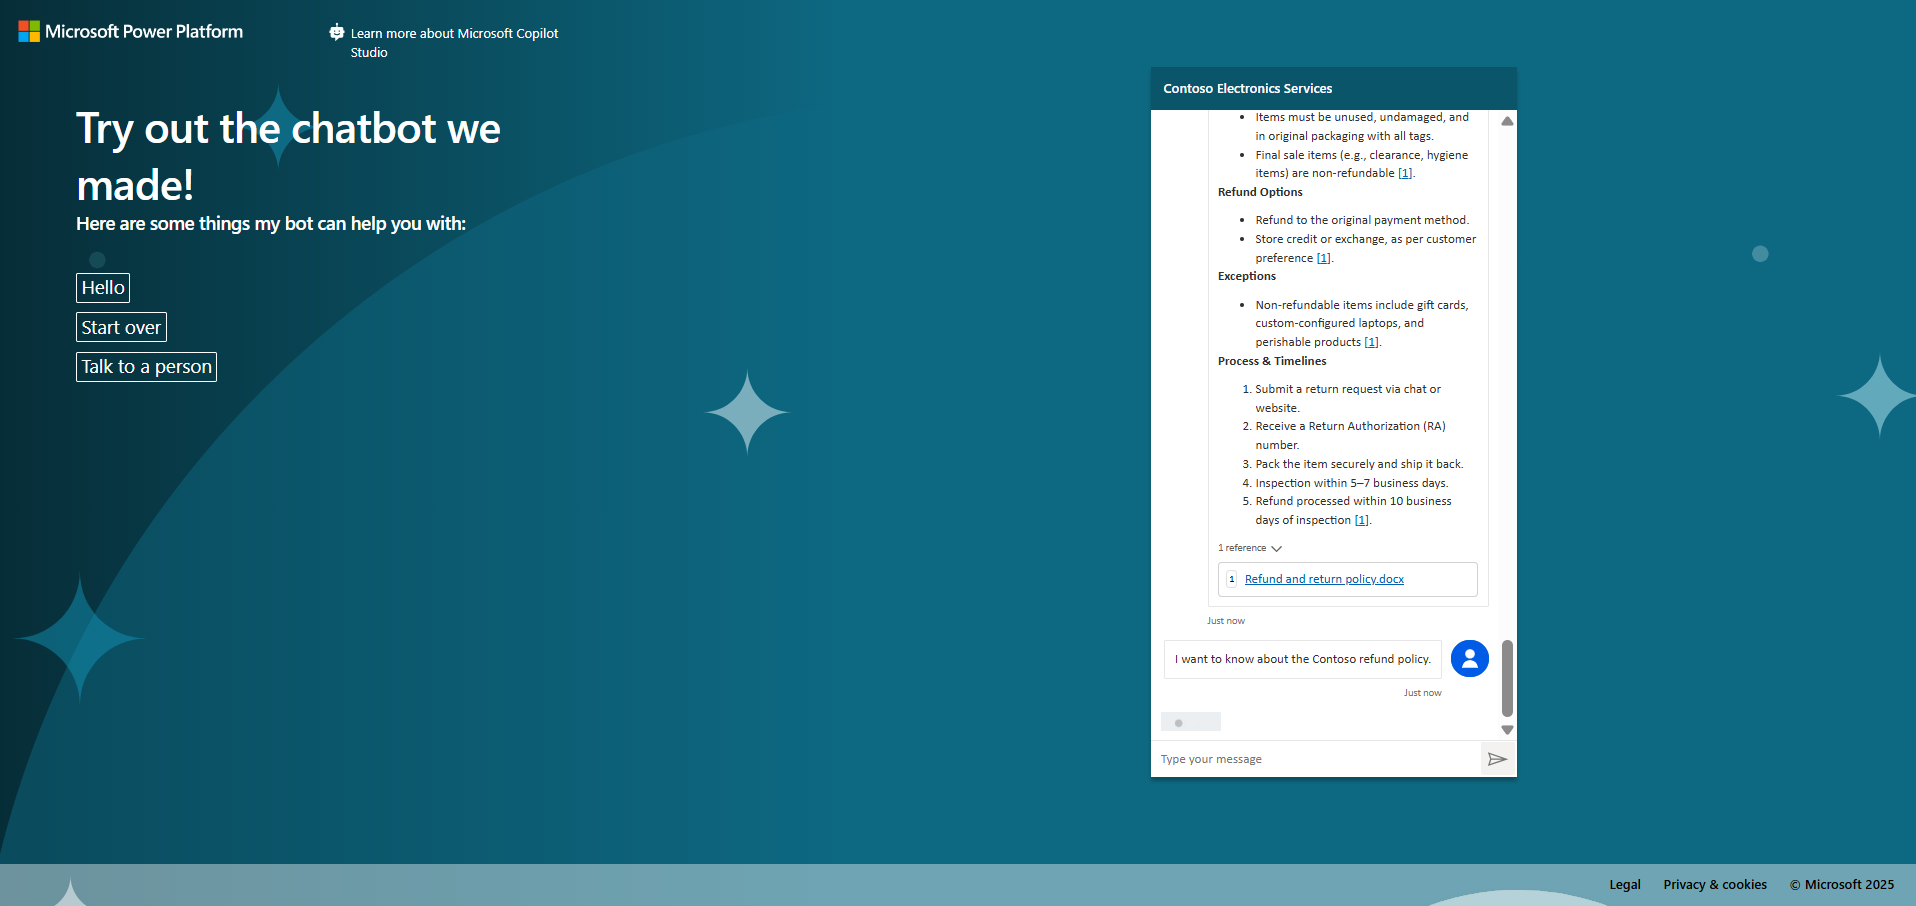 Microsoft Power Platform
Learn more about Microsoft Copilot
Studio
Try out the chatbot we
made!
Here are some things my bot can help you with:
Hello
Start over
Talk to a person
Contoso Electronics Services
• Items must be unused, undamaged, and
in original packaging with all tags.
• Final sale items (e.g., clearance, hygiene
items) are non-refundable [1].
Refund Options
• Refund to the original payment method.
• Store credit or exchange, as per customer
preference [1].
Exceptions
• Non-refundable items include gift cards,
custom-configured laptops, and
perishable products [1].
Process & Timelines
1. Submit a return request via chat or
website.
2. Receive a Return Authorization (RA)
number.
3. Pack the item securely and ship it back.
4. Inspection within 5–7 business days.
5. Refund processed within 10 business
days of inspection [1].
1 reference
1 Refund and return policy.docx
Just now
I want to know about the Contoso refund policy.
Just now
Type your message
Legal Privacy & cookies © Microsoft 2025